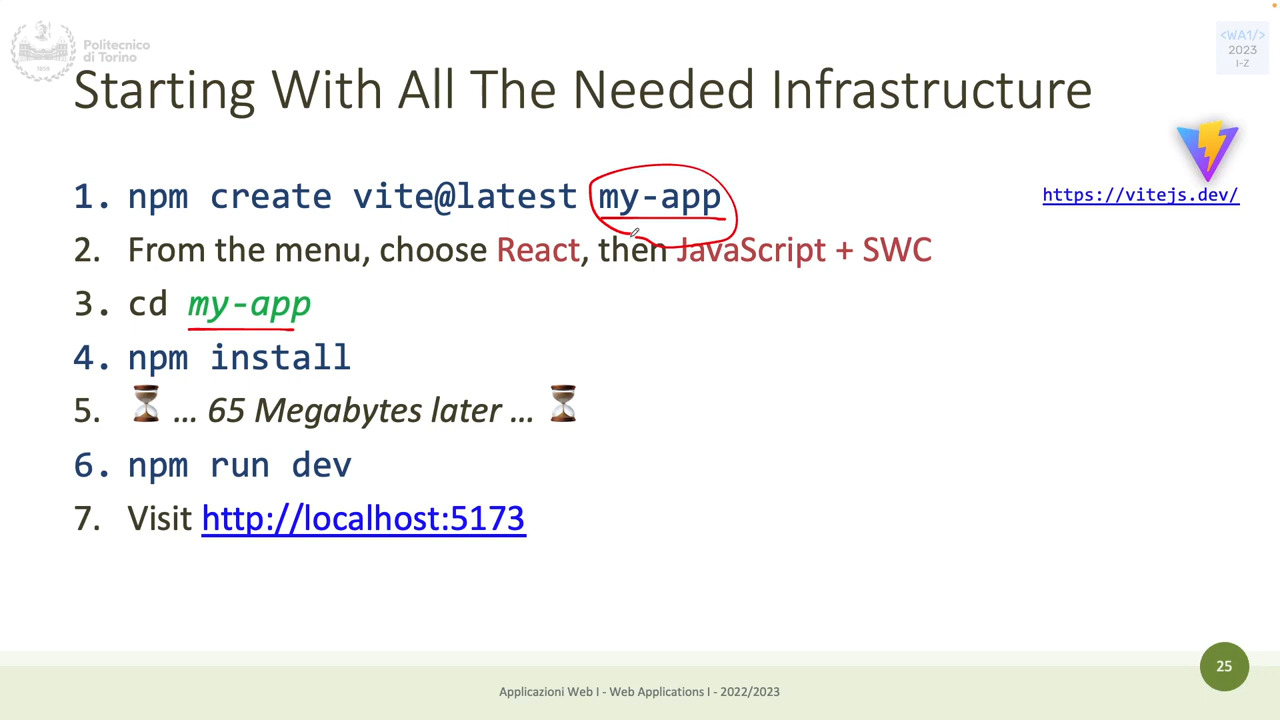 Politecnico
di Torino
1859
<WA1/>
2023
I-Z
Starting With All The Needed Infrastructure
1. npm create vite@latest my-app
https://vitejs.dev/
2. From the menu, choose React, then JavaScript + SWC
3. cd my-app
4. npm install
5. ⏳ … 65 Megabytes later … ⏳
6. npm run dev
7. Visit http://localhost:5173
25
Applicazioni Web I - Web Applications I - 2022/2023